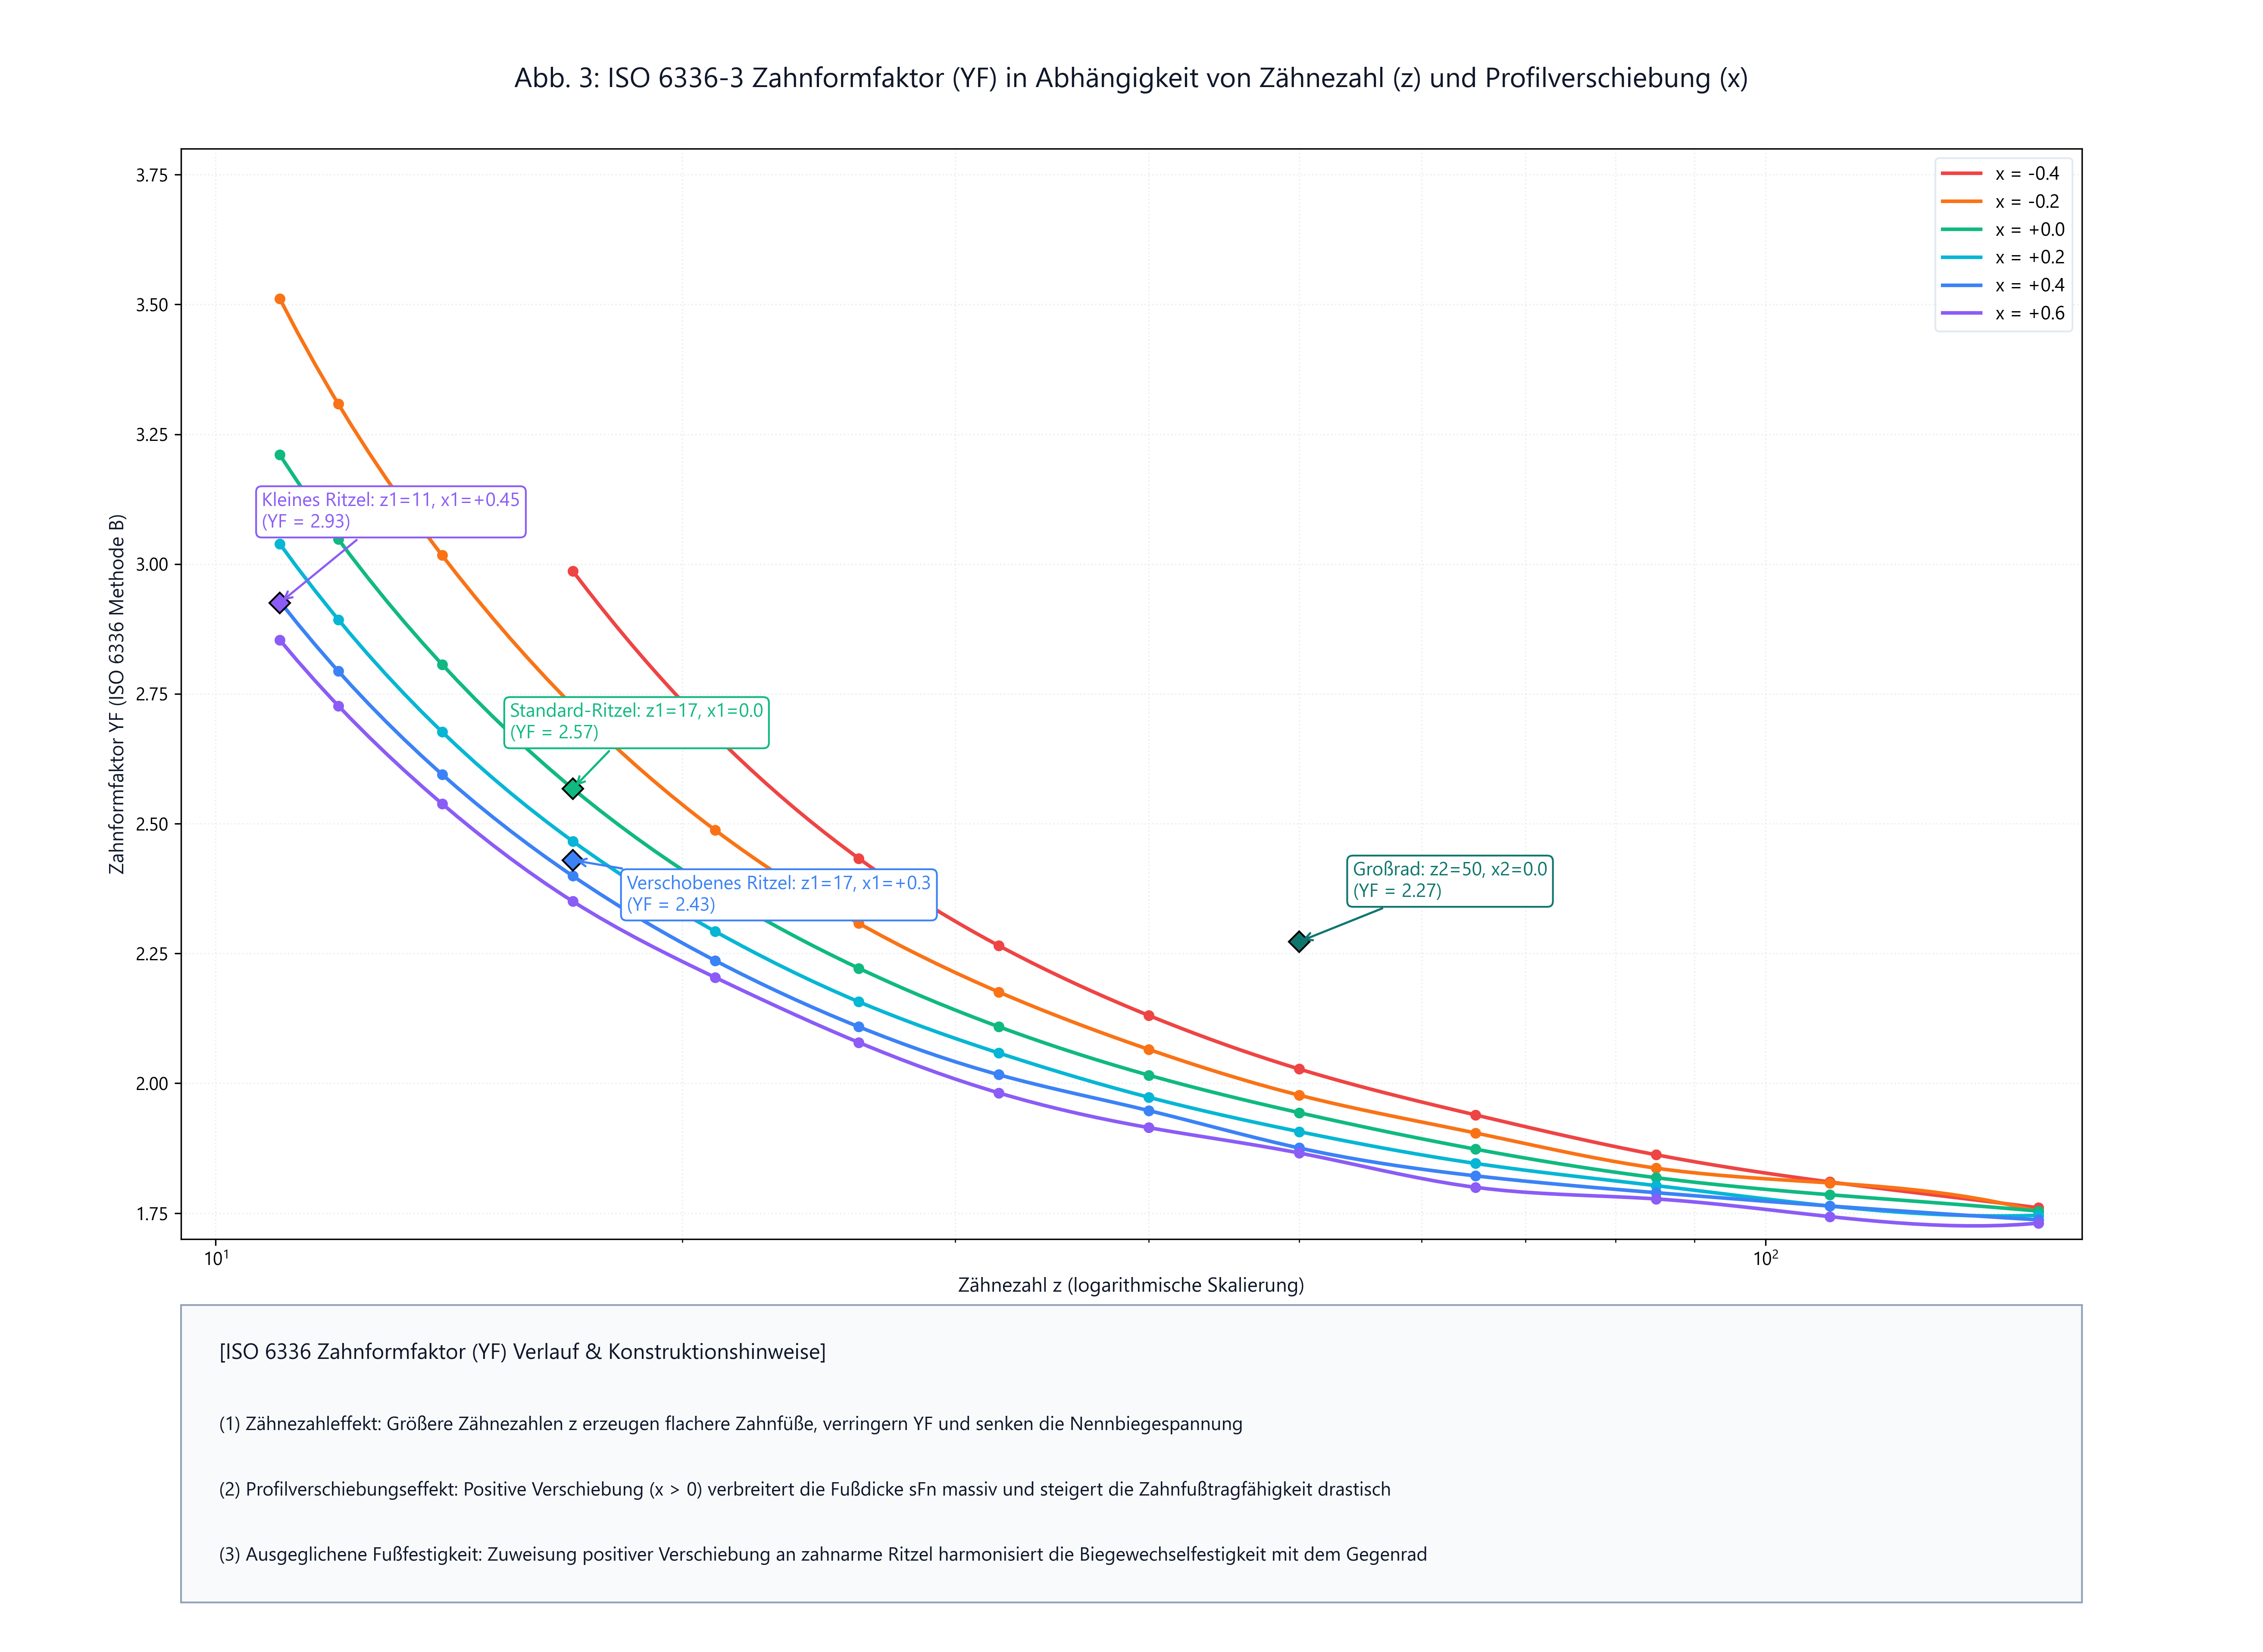 Abb. 3: ISO 6336-3 Zahnformfaktor (YF) in Abhängigkeit von Zähnezahl (z) und Profilverschiebung (x)
Zahnformfaktor YF (ISO 6336 Methode B)
3.75
3.50
3.25
3.00
2.75
2.50
2.25
2.00
1.75
x = -0.4
x = -0.2
x = +0.0
x = +0.2
x = +0.4
x = +0.6
Kleines Ritzel: z1=11, x1=+0.45
(YF = 2.93)
Standard-Ritzel: z1=17, x1=0.0
(YF = 2.57)
Verschobenes Ritzel: z1=17, x1=+0.3
(YF = 2.43)
Großrad: z2=50, x2=0.0
(YF = 2.27)
10¹
10²
Zähnezahl z (logarithmische Skalierung)
[ISO 6336 Zahnformfaktor (YF) Verlauf & Konstruktionshinweise]
(1) Zähnezahleffekt: Größere Zähnezahlen z erzeugen flachere Zahnfüße, verringern YF und senken die Nennbiegespannung
(2) Profilverschiebungseffekt: Positive Verschiebung (x > 0) verbreitert die Fußdicke sFn massiv und steigert die Zahnfußtragfähigkeit drastisch
(3) Ausgeglichene Fußfestigkeit: Zuweisung positiver Verschiebung an zahnarme Ritzel harmonisiert die Biegewechselfestigkeit mit dem Gegenrad